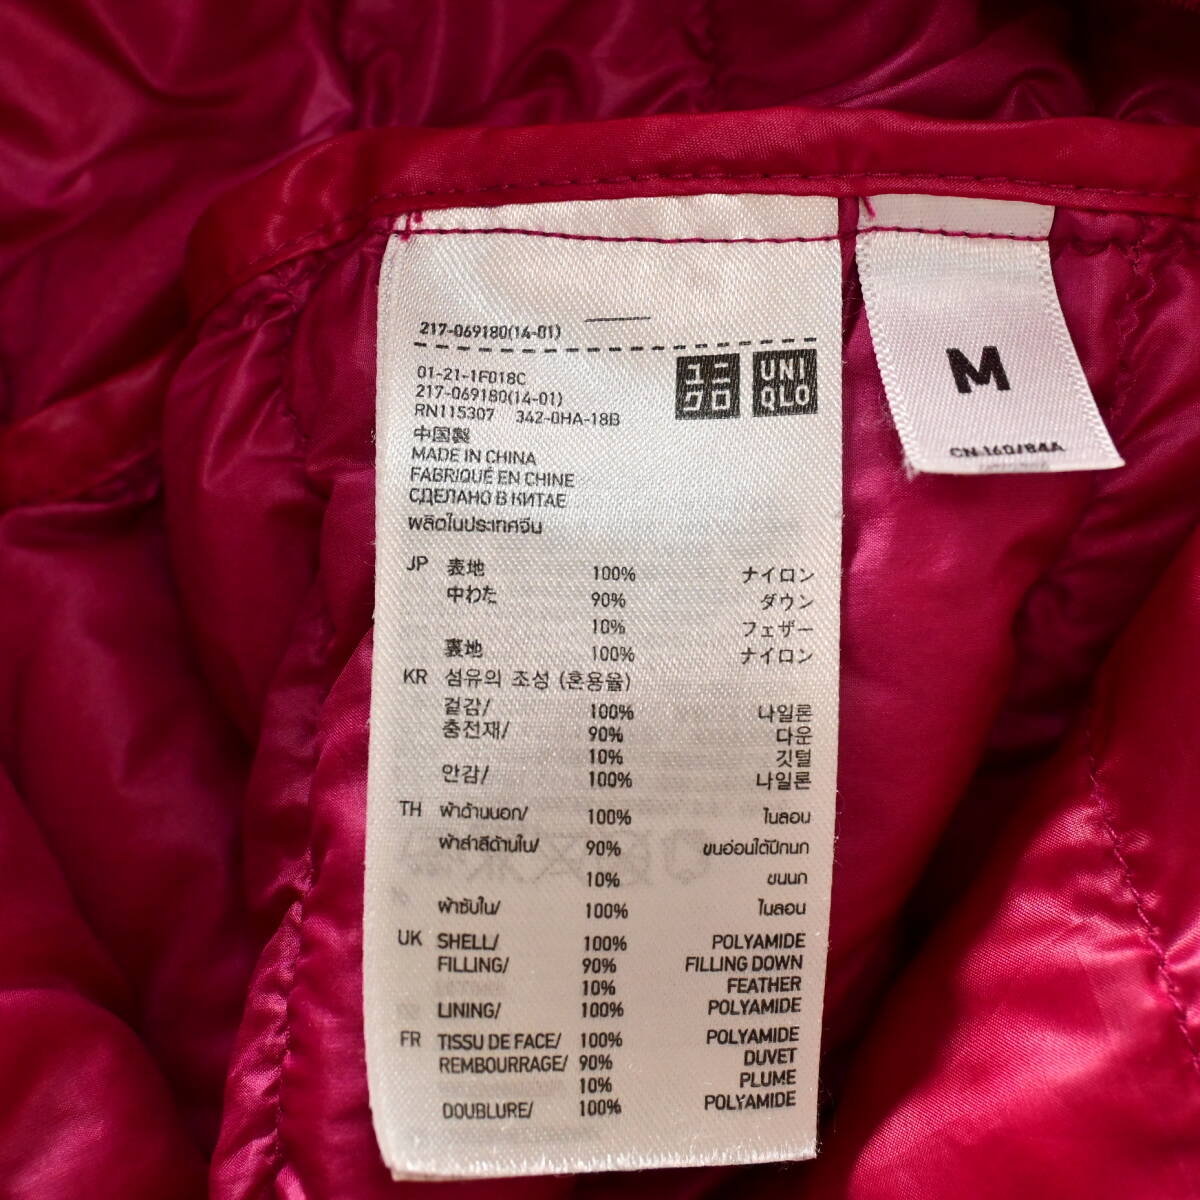 217-069180(14-01)
01-21-1F018C
217-069180(14-01)
RN115307 342-0HA-18B
ユニクロ
UNIQLO
中国製
MADE IN CHINA
FABRIQUÉ EN CHINE
СДЕЛАНО В КИТАЕ
ผลิตในประเทศจีน
JP 表地 100% ナイロン
中わた 90% ダウン
10% フェザー
裏地 100% ナイロン
KR 섬유의 조성 (혼용율)
겉감/ 100% 나일론
충전재/ 90% 다운
10% 깃털
안감/ 100% 나일론
TH ผ้าด้านนอก/ 100% ไนลอน
ผ้าสำลีด้านใน/ 90% ขนอ่อนใต้ปีกนก
10% ขนนก
ผ้าซับใน/ 100% ไนลอน
UK SHELL/ 100% POLYAMIDE
FILLING/ 90% FILLING DOWN
10% FEATHER
LINING/ 100% POLYAMIDE
FR TISSU DE FACE/ 100% POLYAMIDE
REMBOURRAGE/ 90% DUVET
10% PLUME
DOUBLURE/ 100% POLYAMIDE
M
CN.160/84A